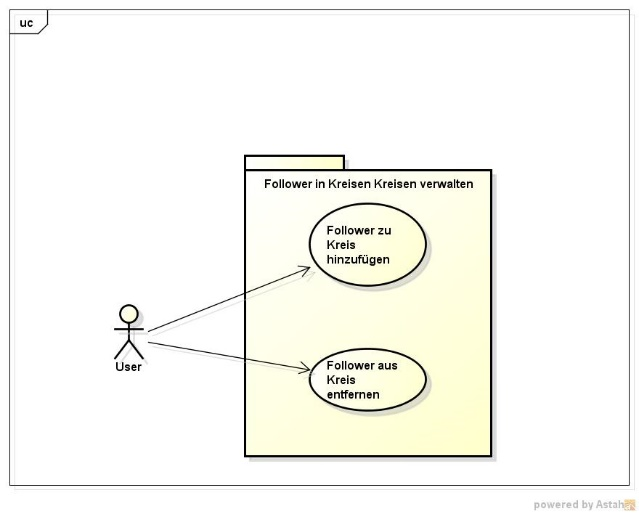 uc
Follower in Kreisen Kreisen verwalten
Follower zu
Kreis
hinzufügen
Follower aus
Kreis
entfernen
User
powered by Astah